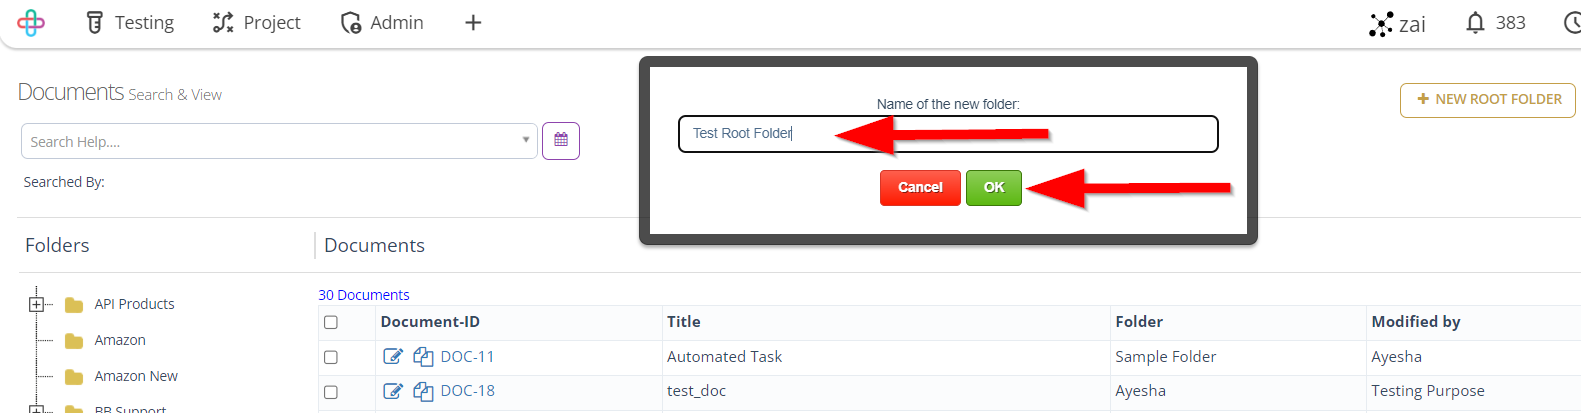 Testing Project Admin + zai 383
Name of the new folder:
Documents Search & View
+ NEW ROOT FOLDER
Test Root Folder
Search Help....
Cancel OK
Searched By:
Folders Documents
30 Documents
API Products
Document-ID Title Folder Modified by
Amazon
DOC-11 Automated Task Sample Folder Ayesha
Amazon New
DOC-18 test_doc Ayesha Testing Purpose
BB Support